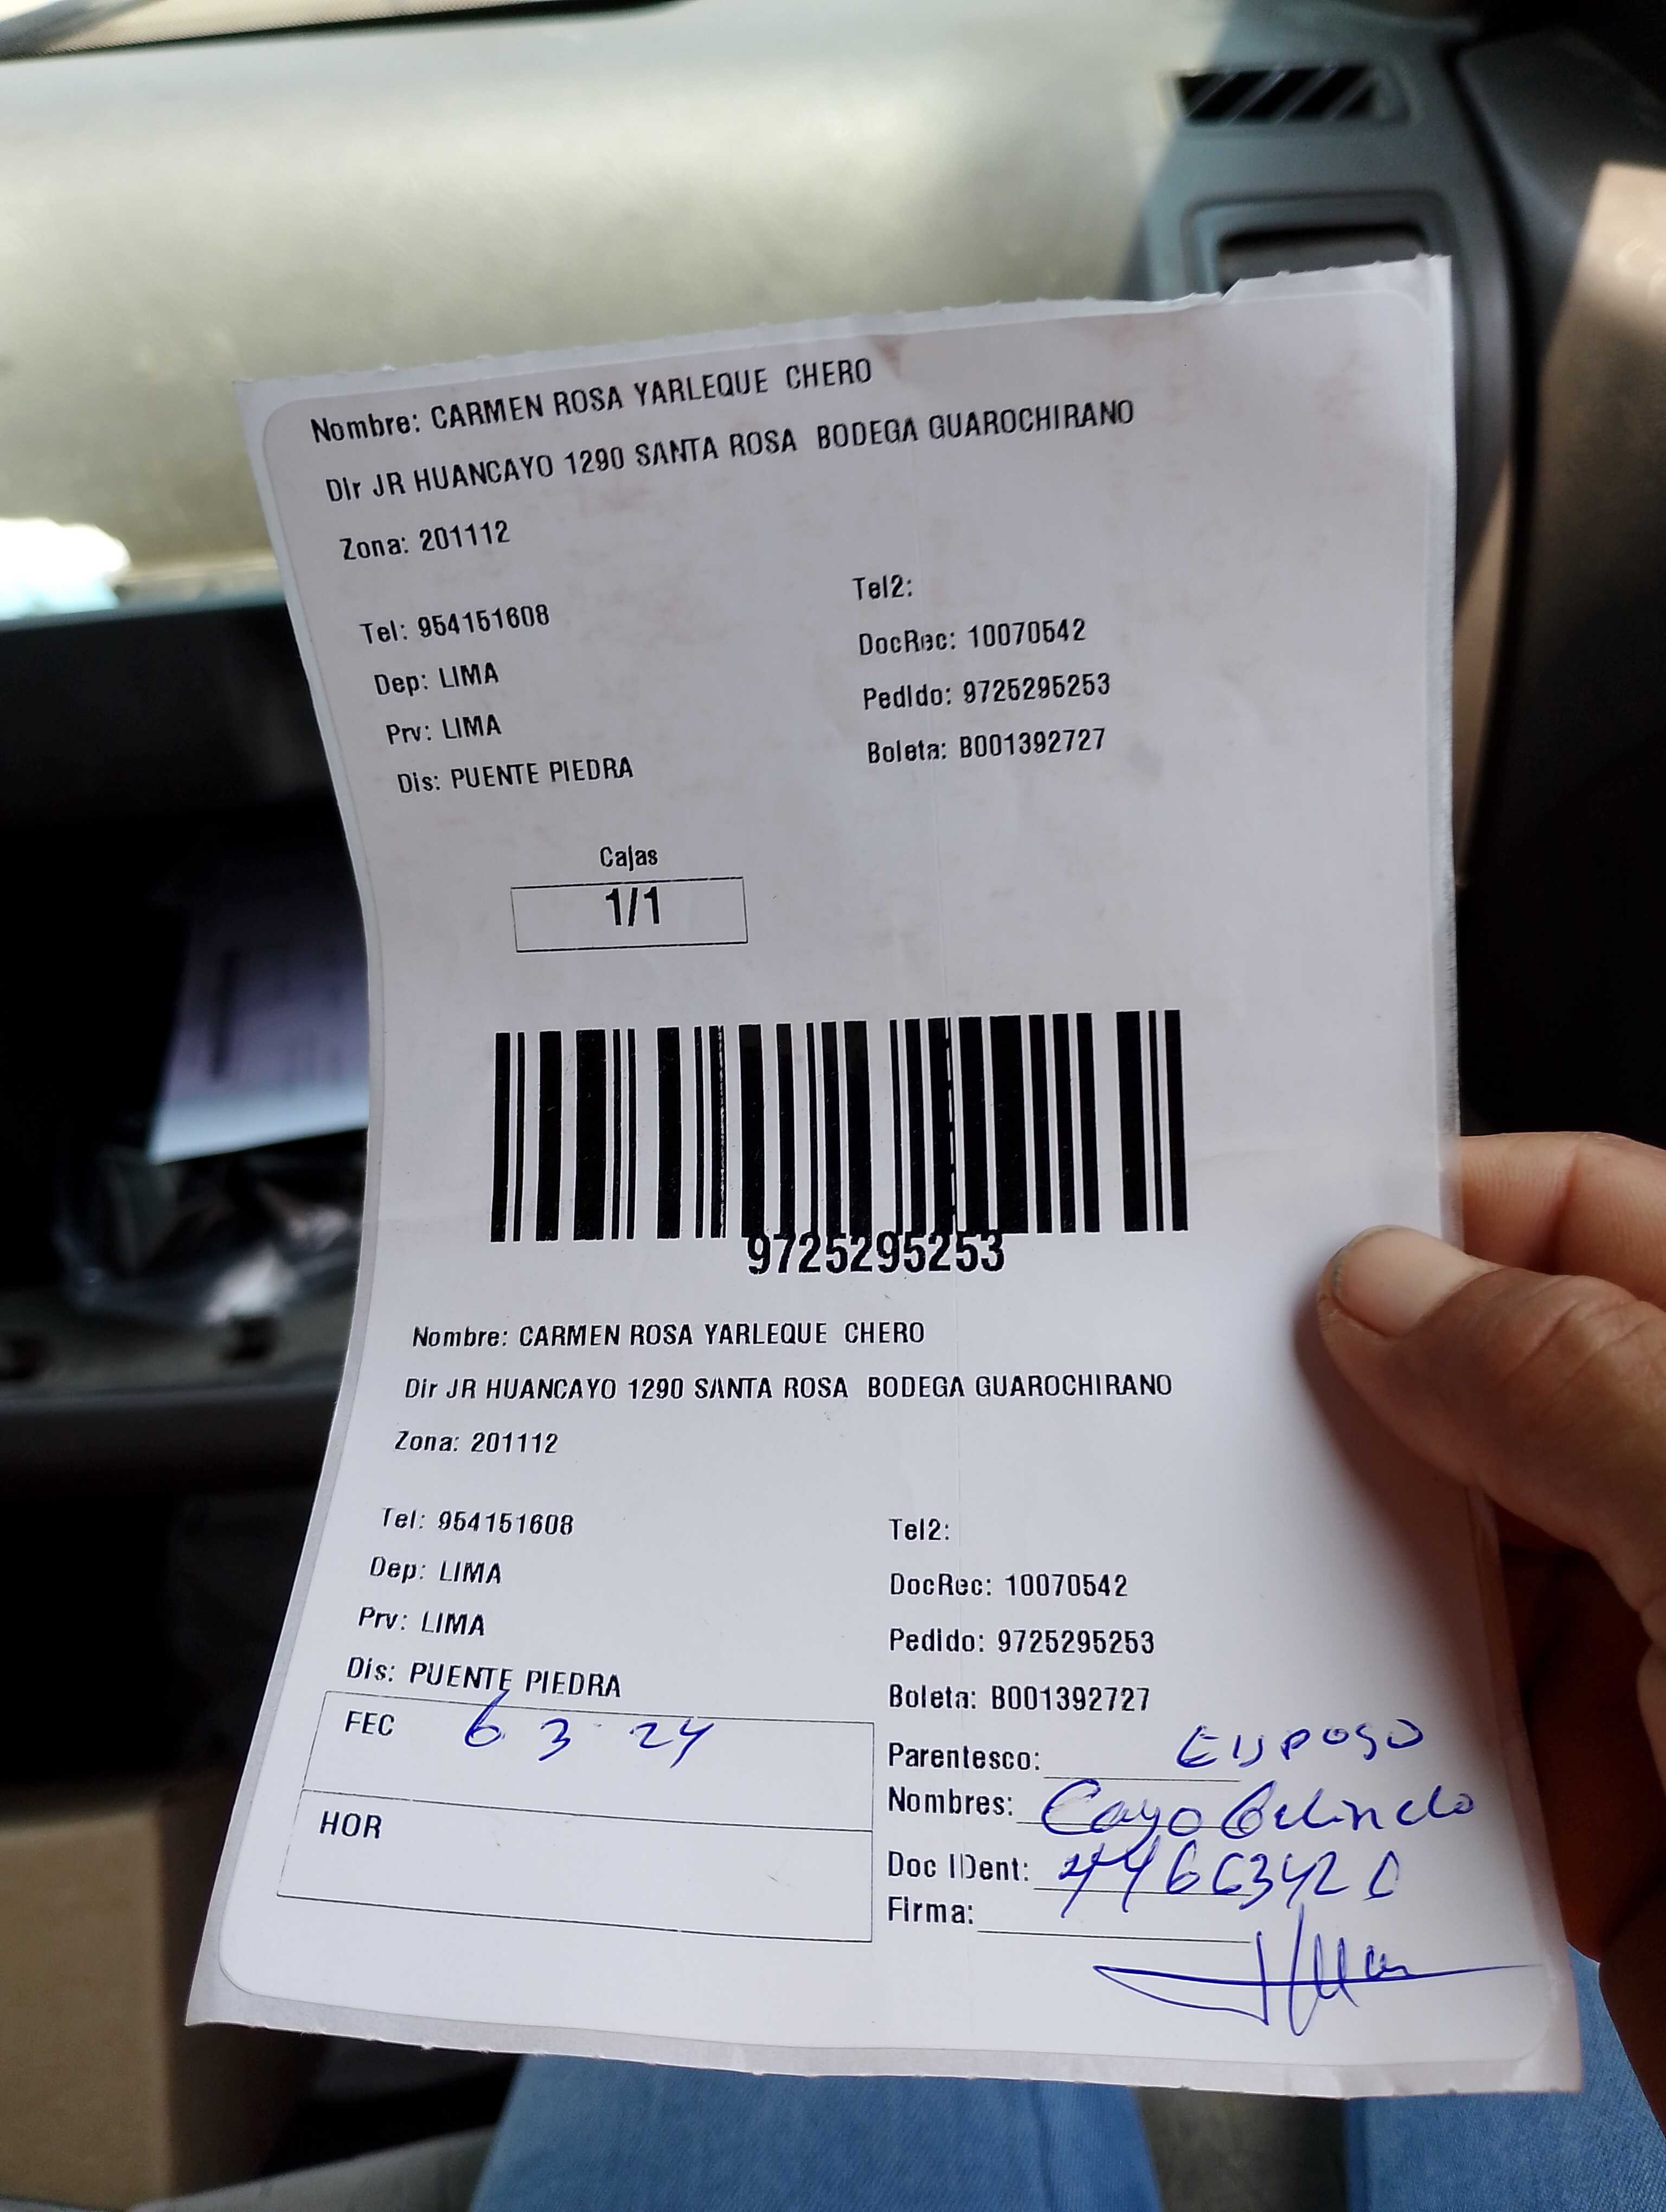 Nombre: CARMEN ROSA YARLEQUE CHERO
Dir JR HUANCAYO 1290 SANTA ROSA BODEGA GUAROCHIRANO
Zona: 201112
Tel: 954151608
Tel2:
Dep: LIMA
DocRec: 10070542
Prv: LIMA
Pedido: 9725295253
Dis: PUENTE PIEDRA
Boleta: B001392727
Cajas
1/1
9725295253
Nombre: CARMEN ROSA YARLEQUE CHERO
Dir JR HUANCAYO 1290 SANTA ROSA BODEGA GUAROCHIRANO
Zona: 201112
Tel: 954151608
Tel2:
Dep: LIMA
DocRec: 10070542
Prv: LIMA
Pedido: 9725295253
Dis: PUENTE PIEDRA
Boleta: B001392727
FEC 6 3 24
Parentesco: Esposo
Nombres: Cayo
HOR
Doc IDent:
Firma: